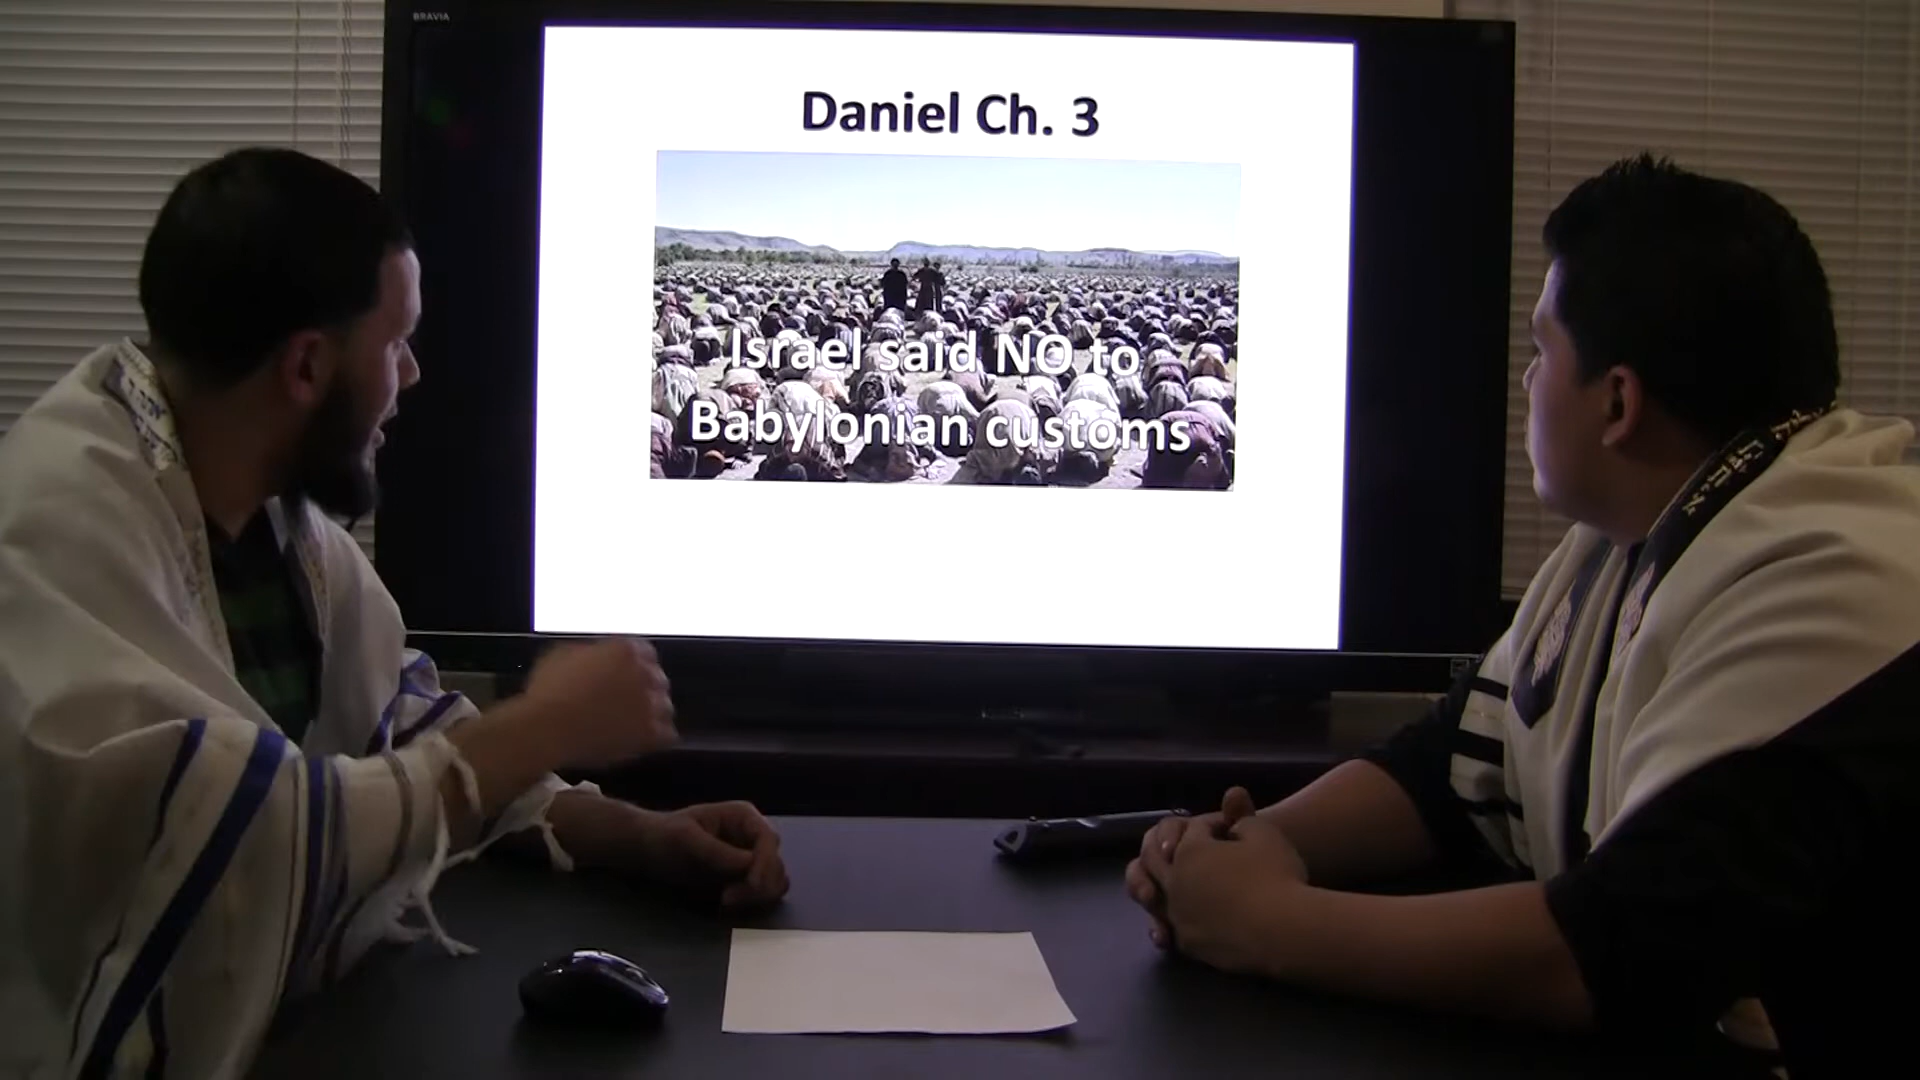 BRAVIA
Daniel Ch. 3
Israel said NO to
Babylonian customs